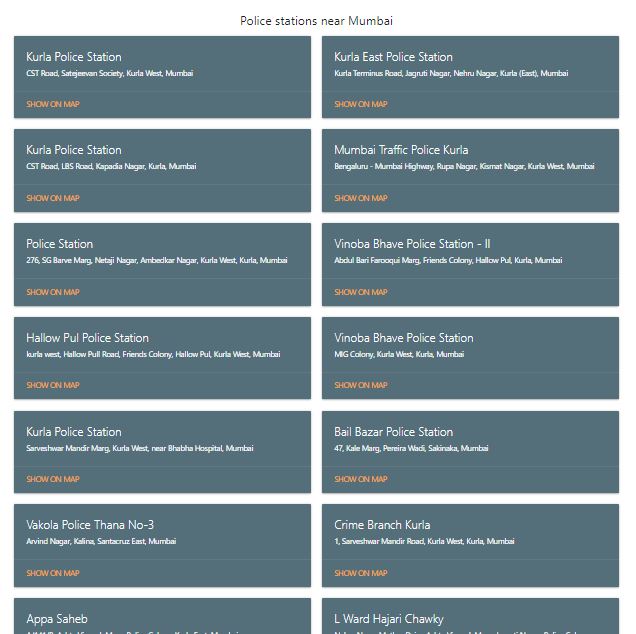 Police stations near Mumbai
Kurla Police Station
CST Road, Satejeevan Society, Kurla West, Mumbai
SHOW ON MAP
Kurla East Police Station
Kurla Terminus Road, Jagruti Nagar, Nehru Nagar, Kurla (East), Mumbai
SHOW ON MAP
Kurla Police Station
CST Road, LBS Road, Kapadia Nagar, Kurla, Mumbai
SHOW ON MAP
Mumbai Traffic Police Kurla
Bengaluru - Mumbai Highway, Rupa Nagar, Kismat Nagar, Kurla West, Mumbai
SHOW ON MAP
Police Station
276, SG Barve Marg, Netaji Nagar, Ambedkar Nagar, Kurla West, Kurla, Mumbai
SHOW ON MAP
Vinoba Bhave Police Station - II
Abdul Bari Farooqui Marg, Friends Colony, Hallow Pul, Kurla, Mumbai
SHOW ON MAP
Hallow Pul Police Station
kurla west, Hallow Pull Road, Friends Colony, Hallow Pul, Kurla West, Mumbai
SHOW ON MAP
Vinoba Bhave Police Station
MIG Colony, Kurla West, Kurla, Mumbai
SHOW ON MAP
Kurla Police Station
Sarveshwar Mandir Marg, Kurla West, near Bhabha Hospital, Mumbai
SHOW ON MAP
Bail Bazar Police Station
47, Kale Marg, Pereira Wadi, Sakinaka, Mumbai
SHOW ON MAP
Vakola Police Thana No-3
Arvind Nagar, Kalina, Santacruz East, Mumbai
SHOW ON MAP
Crime Branch Kurla
1, Sarveshwar Mandir Road, Kurla West, Kurla, Mumbai
SHOW ON MAP
Appa Saheb
L Ward Hajari Chawky